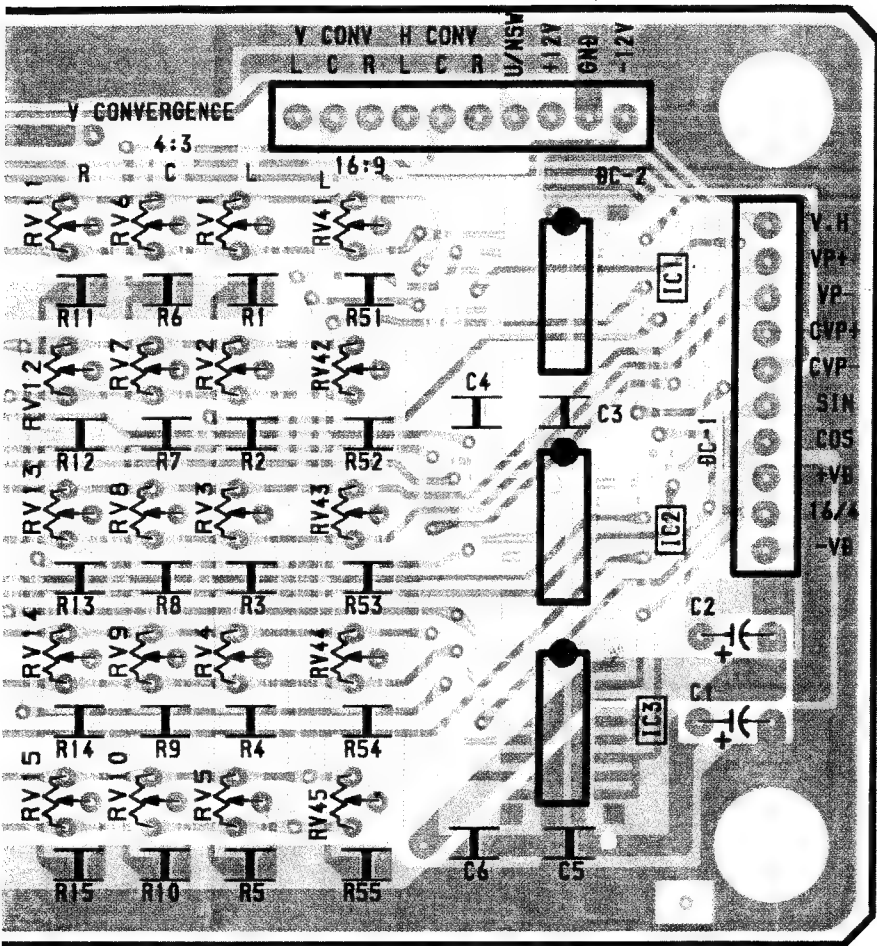 V CONV H CONV
L C R L C R U/NSW +12V GND -12V
V CONVERGENCE
4:3
16:9
R C L L
DC-2
RV11 RV6 RV1 RV41
V.H
VP+
VP-
CVP+
CVP-
SIN
COS
+VB
16/4
-VB
DC-1
IC1
R11 R6 R1 R51
RV12 RV7 RV2 RV42
C4
C3
R12 R7 R2 R52
RV13 RV8 RV3 RV43
IC2
R13 R8 R3 R53
C2
+
RV14 RV9 RV4 RV44
C1
+
IC3
R14 R9 R4 R54
RV15 RV10 RV5 RV45
C6 C5
R15 R10 R5 R55